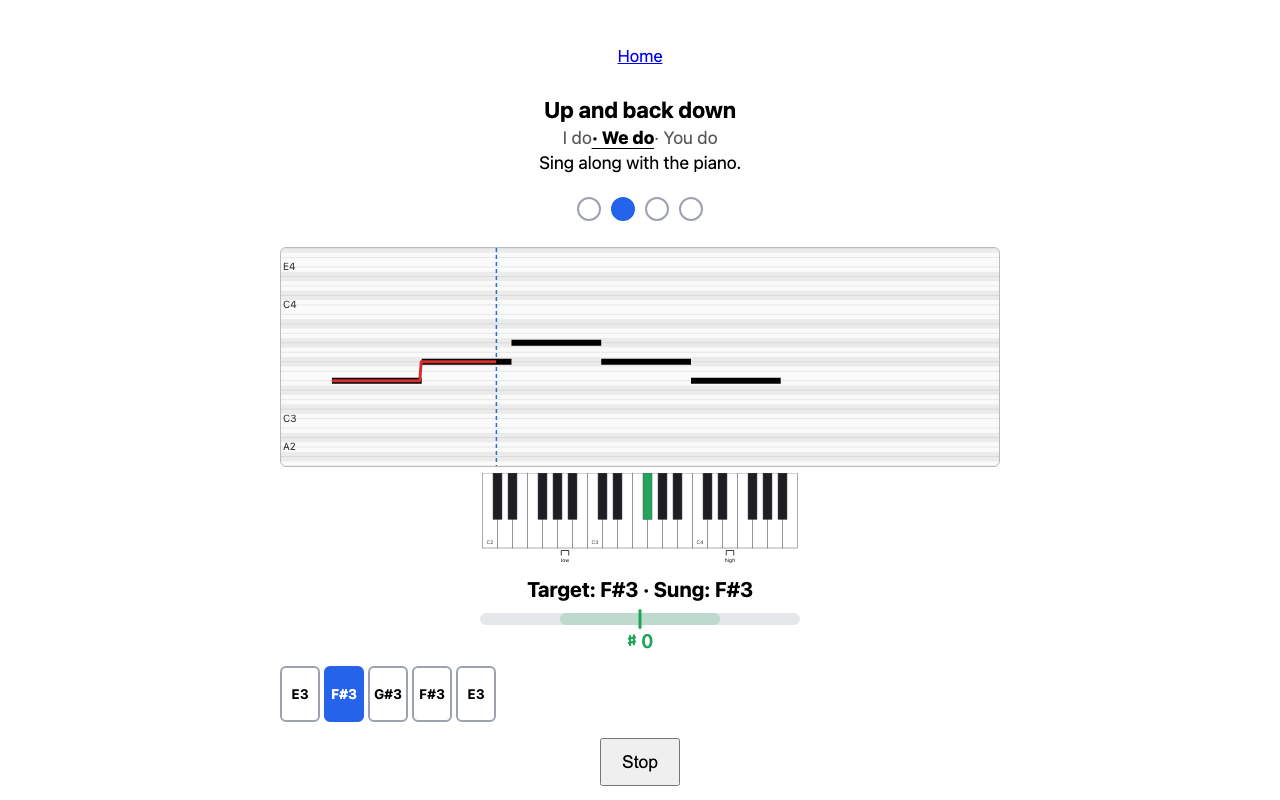 Home
Up and back down
I do· We do· You do
Sing along with the piano.
E4
C4
C3
A2
C2 C3 C4
low high
Target: F#3 · Sung: F#3
♯ 0
E3 F#3 G#3 F#3 E3
Stop